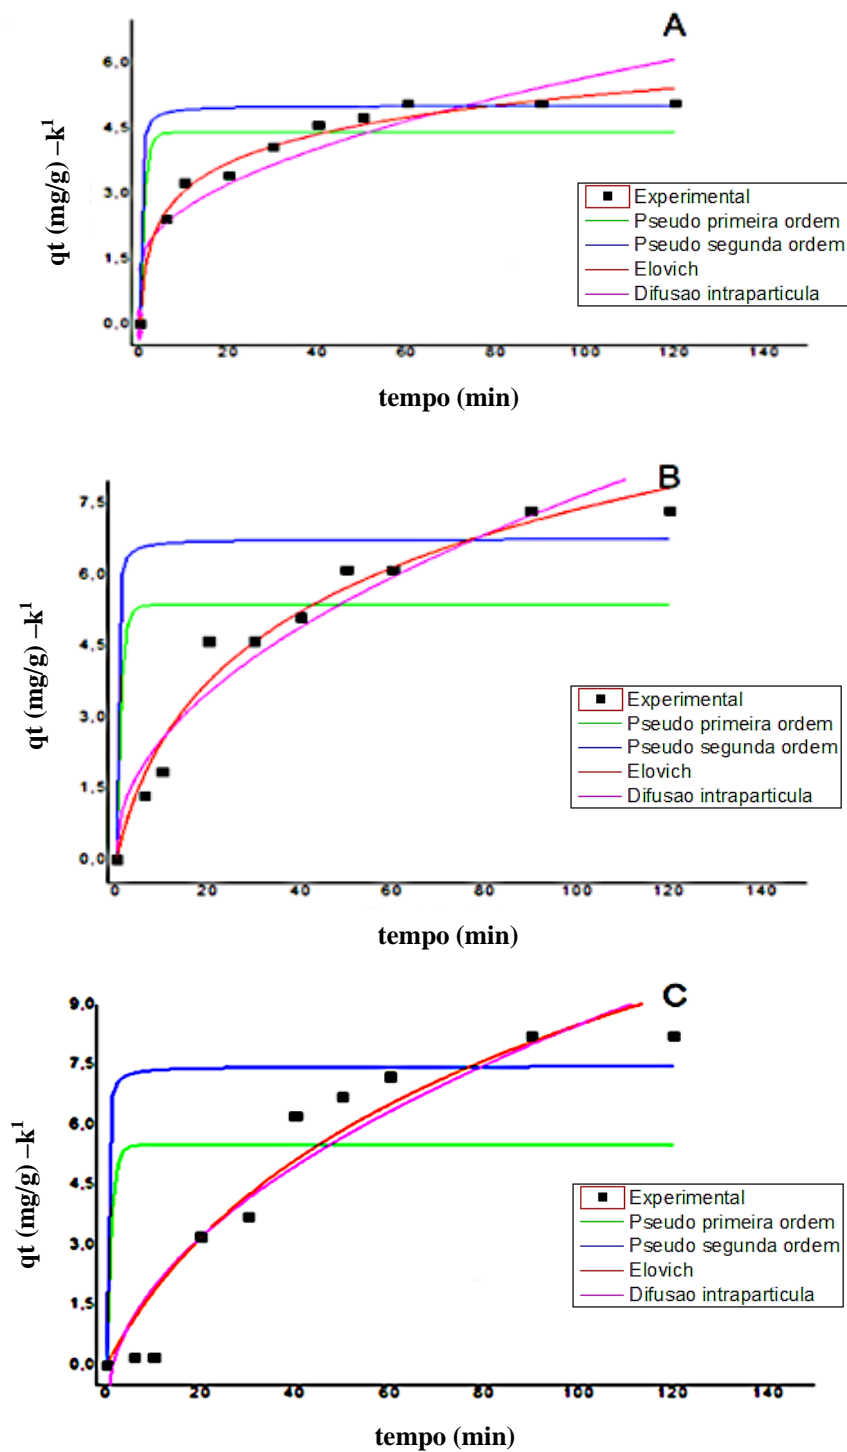 A
6,0
4,5
3,0
1,5
0,0
qt (mg/g) –k¹
0 20 40 60 80 100 120 140
tempo (min)
Experimental
Pseudo primeira ordem
Pseudo segunda ordem
Elovich
Difusao intraparticula
B
7,5
6,0
4,5
3,0
1,5
0,0
qt (mg/g) –k¹
0 20 40 60 80 100 120 140
tempo (min)
Experimental
Pseudo primeira ordem
Pseudo segunda ordem
Elovich
Difusao intraparticula
C
9,0
7,5
6,0
4,5
3,0
1,5
0,0
qt (mg/g) –k¹
0 20 40 60 80 100 120 140
tempo (min)
Experimental
Pseudo primeira ordem
Pseudo segunda ordem
Elovich
Difusao intraparticula